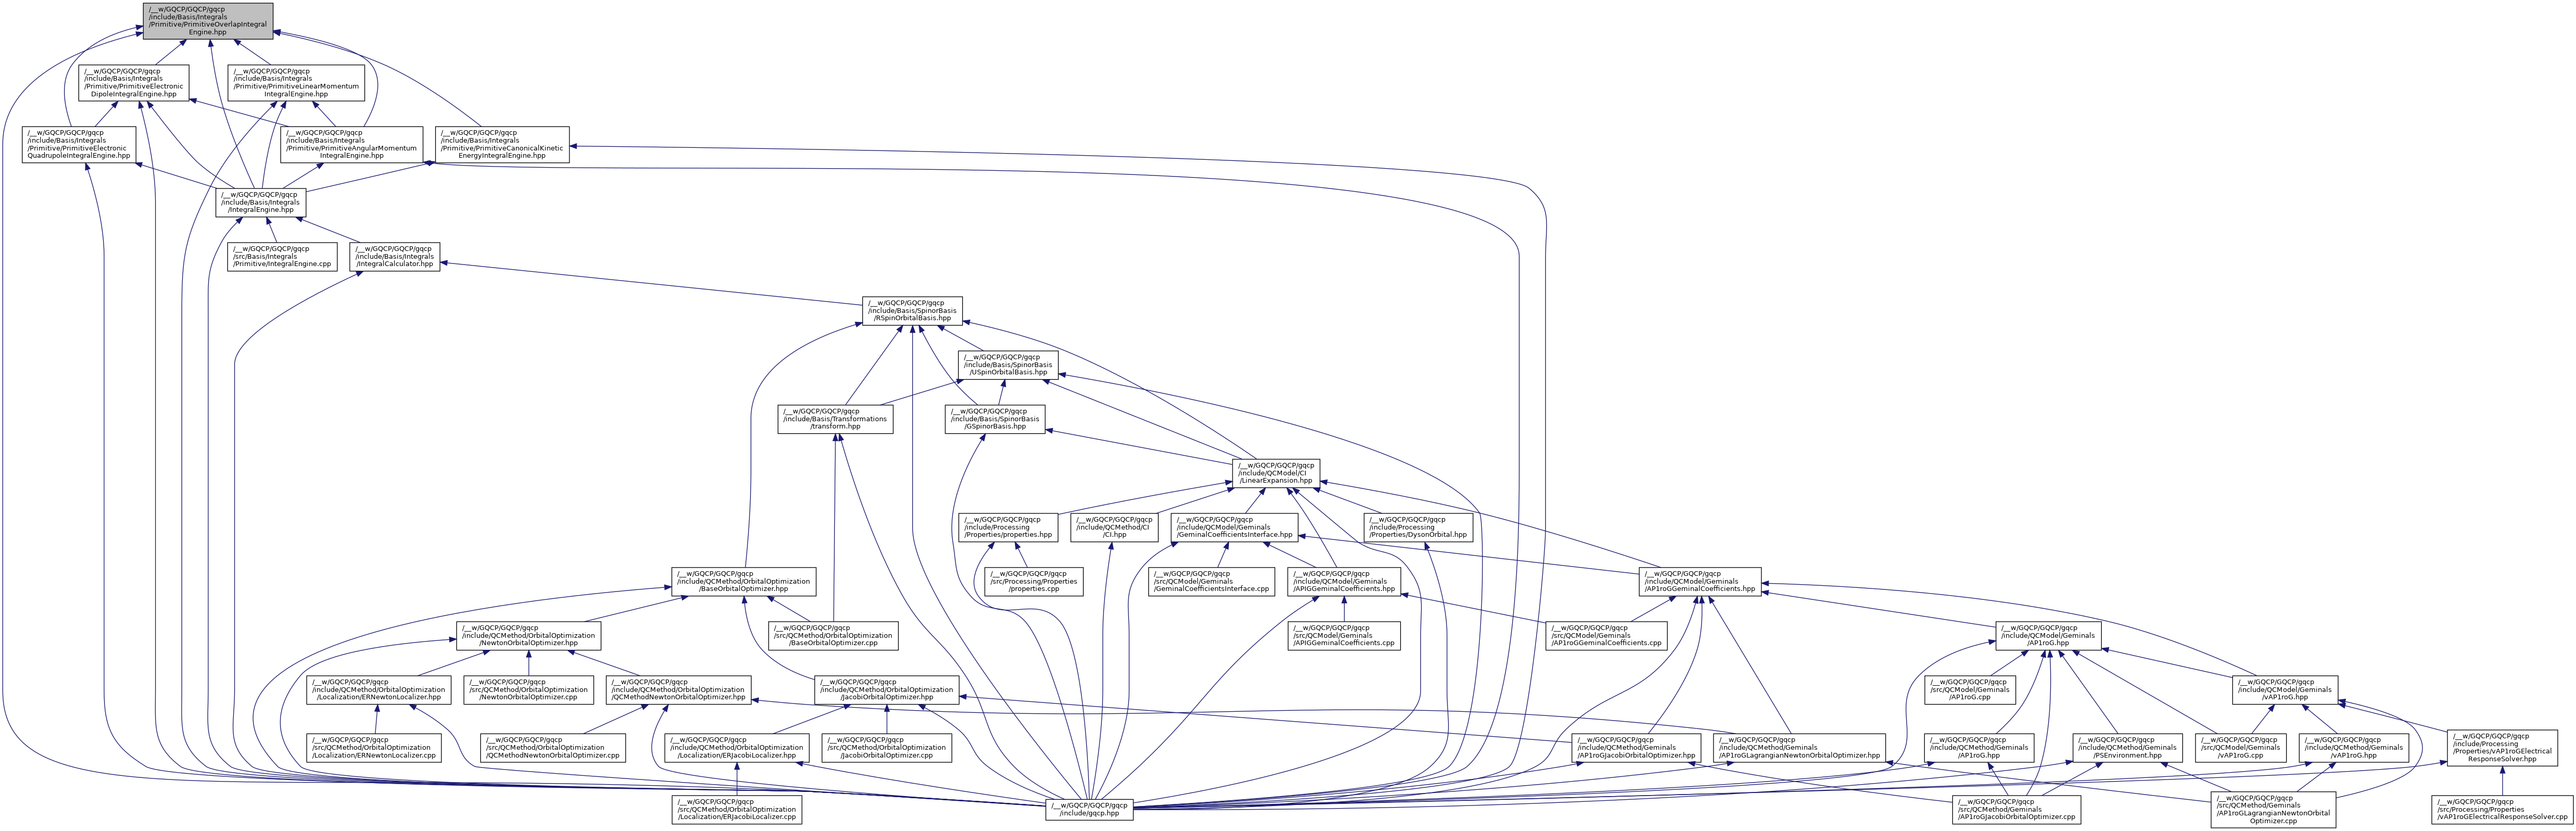 /__w/GQCP/GQCP/gqcp
/include/Basis/Integrals
/Primitive/PrimitiveOverlapIntegral
Engine.hpp
/__w/GQCP/GQCP/gqcp
/include/Basis/Integrals
/Primitive/PrimitiveElectronic
DipoleIntegralEngine.hpp
/__w/GQCP/GQCP/gqcp
/include/Basis/Integrals
/Primitive/PrimitiveLinearMomentum
IntegralEngine.hpp
/__w/GQCP/GQCP/gqcp
/include/Basis/Integrals
/Primitive/PrimitiveElectronic
QuadrupoleIntegralEngine.hpp
/__w/GQCP/GQCP/gqcp
/include/Basis/Integrals
/Primitive/PrimitiveAngularMomentum
IntegralEngine.hpp
/__w/GQCP/GQCP/gqcp
/include/Basis/Integrals
/Primitive/PrimitiveCanonicalKinetic
EnergyIntegralEngine.hpp
/__w/GQCP/GQCP/gqcp
/include/Basis/Integrals
/IntegralEngine.hpp
/__w/GQCP/GQCP/gqcp
/src/Basis/Integrals
/Primitive/IntegralEngine.cpp
/__w/GQCP/GQCP/gqcp
/include/Basis/Integrals
/IntegralCalculator.hpp
/__w/GQCP/GQCP/gqcp
/include/Basis/SpinorBasis
/RSpinOrbitalBasis.hpp
/__w/GQCP/GQCP/gqcp
/include/Basis/SpinorBasis
/USpinOrbitalBasis.hpp
/__w/GQCP/GQCP/gqcp
/include/Basis/Transformations
/transform.hpp
/__w/GQCP/GQCP/gqcp
/include/Basis/SpinorBasis
/GSpinorBasis.hpp
/__w/GQCP/GQCP/gqcp
/include/QCModel/CI
/LinearExpansion.hpp
/__w/GQCP/GQCP/gqcp
/include/Processing
/Properties/properties.hpp
/__w/GQCP/GQCP/gqcp
/include/QCMethod/CI
/CI.hpp
/__w/GQCP/GQCP/gqcp
/include/QCModel/Geminals
/GeminalCoefficientsInterface.hpp
/__w/GQCP/GQCP/gqcp
/include/Processing
/Properties/DysonOrbital.hpp
/__w/GQCP/GQCP/gqcp
/include/QCMethod/OrbitalOptimization
/BaseOrbitalOptimizer.hpp
/__w/GQCP/GQCP/gqcp
/src/Processing/Properties
/properties.cpp
/__w/GQCP/GQCP/gqcp
/src/QCModel/Geminals
/GeminalCoefficientsInterface.cpp
/__w/GQCP/GQCP/gqcp
/include/QCModel/Geminals
/APIGGeminalCoefficients.hpp
/__w/GQCP/GQCP/gqcp
/include/QCModel/Geminals
/AP1roGGeminalCoefficients.hpp
/__w/GQCP/GQCP/gqcp
/include/QCMethod/OrbitalOptimization
/NewtonOrbitalOptimizer.hpp
/__w/GQCP/GQCP/gqcp
/src/QCMethod/OrbitalOptimization
/BaseOrbitalOptimizer.cpp
/__w/GQCP/GQCP/gqcp
/src/QCModel/Geminals
/APIGGeminalCoefficients.cpp
/__w/GQCP/GQCP/gqcp
/src/QCModel/Geminals
/AP1roGGeminalCoefficients.cpp
/__w/GQCP/GQCP/gqcp
/include/QCModel/Geminals
/AP1roG.hpp
/__w/GQCP/GQCP/gqcp
/include/QCMethod/OrbitalOptimization
/Localization/ERNewtonLocalizer.hpp
/__w/GQCP/GQCP/gqcp
/src/QCMethod/OrbitalOptimization
/NewtonOrbitalOptimizer.cpp
/__w/GQCP/GQCP/gqcp
/include/QCMethod/OrbitalOptimization
/QCMethodNewtonOrbitalOptimizer.hpp
/__w/GQCP/GQCP/gqcp
/include/QCMethod/OrbitalOptimization
/JacobiOrbitalOptimizer.hpp
/__w/GQCP/GQCP/gqcp
/src/QCModel/Geminals
/AP1roG.cpp
/__w/GQCP/GQCP/gqcp
/include/QCModel/Geminals
/vAP1roG.hpp
/__w/GQCP/GQCP/gqcp
/src/QCMethod/OrbitalOptimization
/Localization/ERNewtonLocalizer.cpp
/__w/GQCP/GQCP/gqcp
/src/QCMethod/OrbitalOptimization
/QCMethodNewtonOrbitalOptimizer.cpp
/__w/GQCP/GQCP/gqcp
/include/QCMethod/OrbitalOptimization
/Localization/ERJacobiLocalizer.hpp
/__w/GQCP/GQCP/gqcp
/src/QCMethod/OrbitalOptimization
/JacobiOrbitalOptimizer.cpp
/__w/GQCP/GQCP/gqcp
/include/QCMethod/Geminals
/AP1roGJacobiOrbitalOptimizer.hpp
/__w/GQCP/GQCP/gqcp
/include/QCMethod/Geminals
/AP1roGLagrangianNewtonOrbitalOptimizer.hpp
/__w/GQCP/GQCP/gqcp
/include/QCMethod/Geminals
/AP1roG.hpp
/__w/GQCP/GQCP/gqcp
/include/QCMethod/Geminals
/PSEnvironment.hpp
/__w/GQCP/GQCP/gqcp
/src/QCModel/Geminals
/vAP1roG.cpp
/__w/GQCP/GQCP/gqcp
/include/QCMethod/Geminals
/vAP1roG.hpp
/__w/GQCP/GQCP/gqcp
/include/Processing
/Properties/vAP1roGElectrical
ResponseSolver.hpp
/__w/GQCP/GQCP/gqcp
/src/QCMethod/OrbitalOptimization
/Localization/ERJacobiLocalizer.cpp
/__w/GQCP/GQCP/gqcp
/include/gqcp.hpp
/__w/GQCP/GQCP/gqcp
/src/QCMethod/Geminals
/AP1roGJacobiOrbitalOptimizer.cpp
/__w/GQCP/GQCP/gqcp
/src/QCMethod/Geminals
/AP1roGLagrangianNewtonOrbital
Optimizer.cpp
/__w/GQCP/GQCP/gqcp
/src/Processing/Properties
/vAP1roGElectricalResponseSolver.cpp